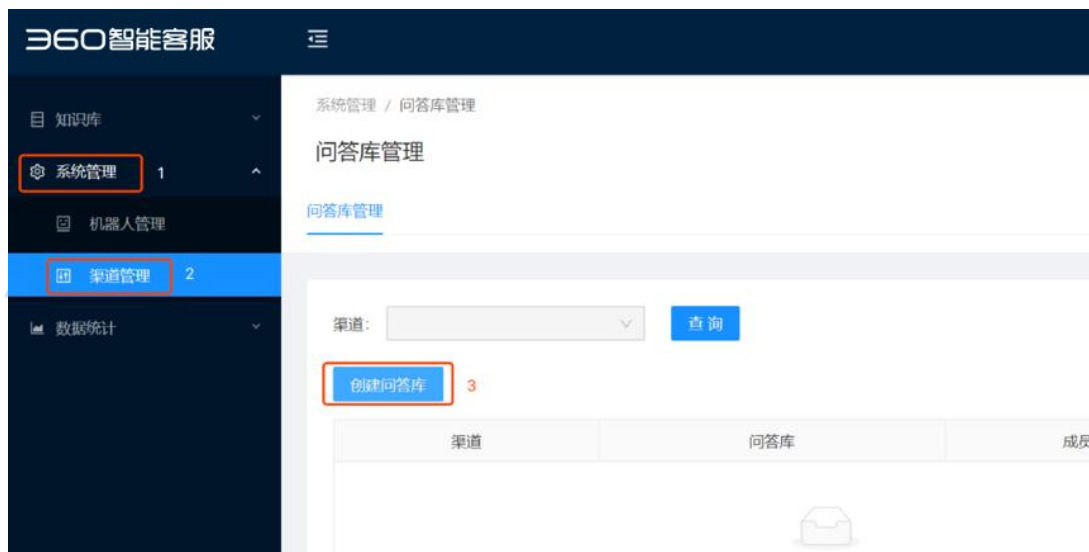 360智能客服
系统管理 / 问答库管理
知识库
问答库管理
系统管理 1
机器人管理
问答库管理
渠道管理 2
数据统计
渠道: 查询
创建问答库 3
渠道 问答库 成员